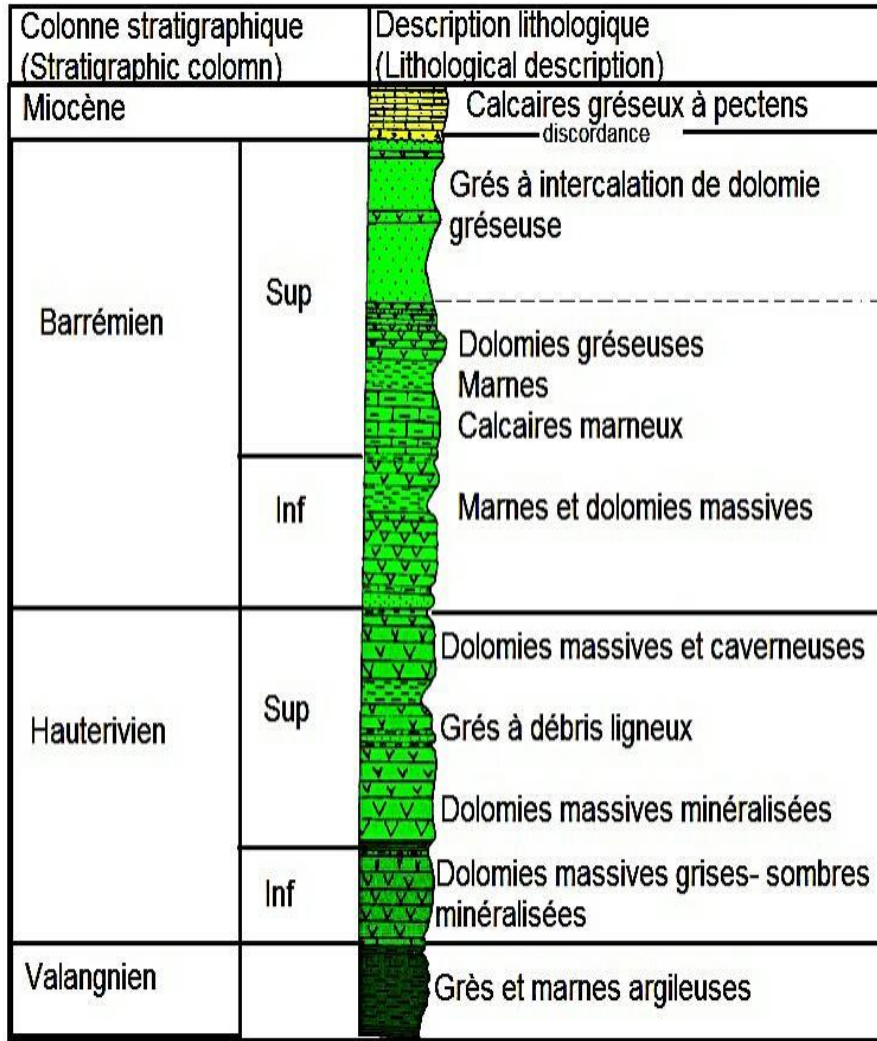 Colonne stratigraphique
(Stratigraphic colomn)
Description lithologique
(Lithological description)
Miocène
Calcaires gréseux à pectens
discordance
Barrémien
Sup
Grés à intercalation de dolomie
gréseuse
Dolomies gréseuses
Marnes
Calcaires marneux
Inf
Marnes et dolomies massives
Hauterivien
Sup
Dolomies massives et caverneuses
Grés à débris ligneux
Dolomies massives minéralisées
Inf
Dolomies massives grises- sombres
minéralisées
Valangnien
Grès et marnes argileuses